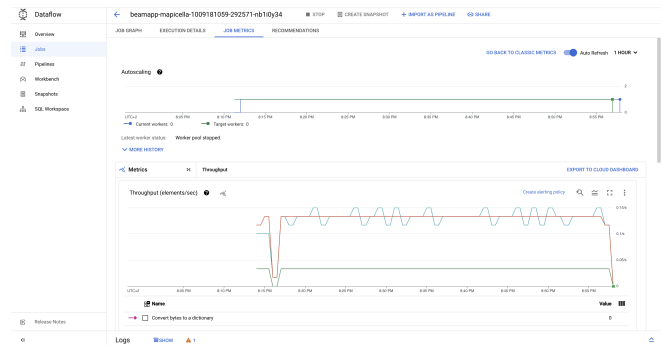 Dataflow
beamapp-mapicella-1009181059-292571-nb1i0y34
STOP
CREATE SNAPSHOT
IMPORT AS PIPELINE
SHARE
Overview
Jobs
Pipelines
Workbench
Snapshots
SQL Workspace
Release Notes
JOB GRAPH
EXECUTION DETAILS
JOB METRICS
RECOMMENDATIONS
GO BACK TO CLASSIC METRICS
Auto Refresh
1 HOUR
Autoscaling
2
0
UTC+2 8:05 PM 8:10 PM 8:15 PM 8:20 PM 8:25 PM 8:30 PM 8:35 PM 8:40 PM 8:45 PM 8:50 PM 8:55 PM
Current workers: 0 Target workers: 0
Latest worker status: Worker pool stopped.
MORE HISTORY
Metrics
Throughput
EXPORT TO CLOUD DASHBOARD
Throughput (elements/sec)
Create alerting policy
0.15/s
0.1/s
0.05/s
0
UTC+2 8:05 PM 8:10 PM 8:15 PM 8:20 PM 8:25 PM 8:30 PM 8:35 PM 8:40 PM 8:45 PM 8:50 PM 8:55 PM
Name Value
Convert bytes to a dictionary 0
Logs
SHOW
1